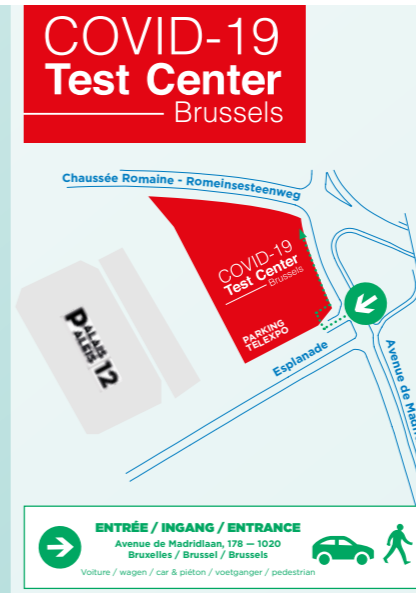 COVID-19
Test Center
Brussels
Chaussée Romaine - Romeinsesteenweg
COVID-19
Test Center
Brussels
PARKING
TELEXPO
PALAIS 12
PALEIS
Esplanade
Avenue de Madri
ENTRÉE / INGANG / ENTRANCE
Avenue de Madridlaan, 178 — 1020
Bruxelles / Brussel / Brussels
Voiture / wagen / car & piéton / voetganger / pedestrian